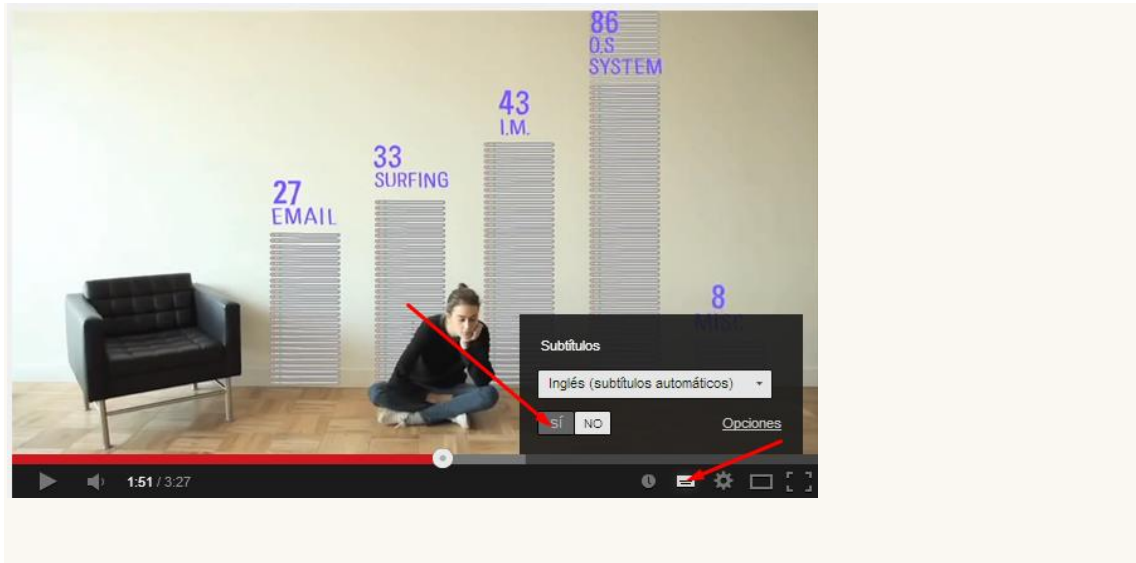 86
O.S
SYSTEM
43
I.M.
33
SURFING
27
EMAIL
8
MISC
Subtítulos
Inglés (subtítulos automáticos)
SÍ NO Opciones
1:51 / 3:27